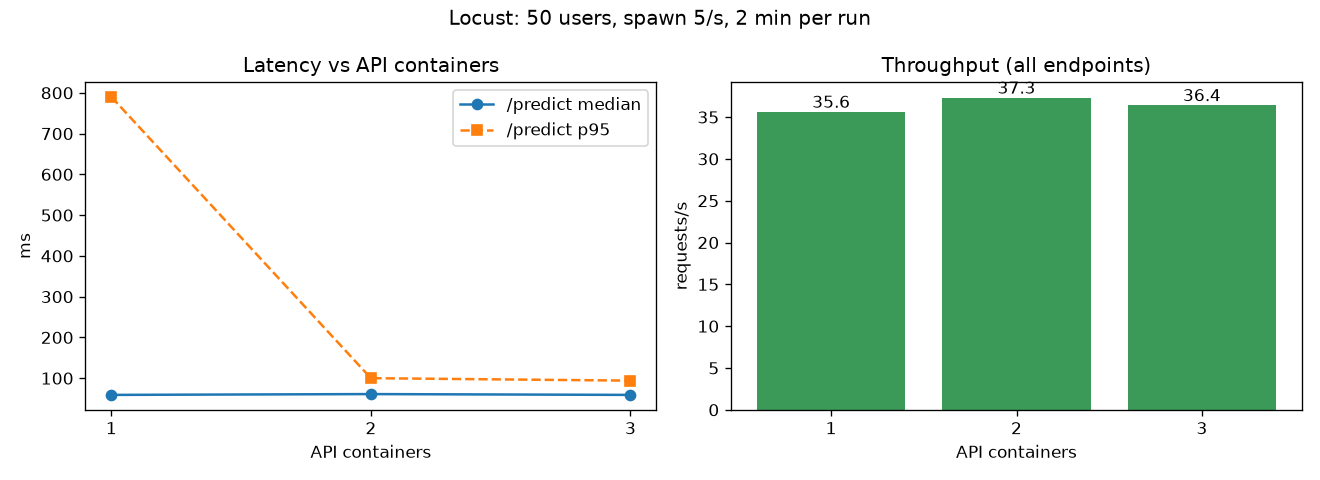 Locust: 50 users, spawn 5/s, 2 min per run
Latency vs API containers
800
700
600
500
400
300
200
100
ms
1
2
3
API containers
/predict median
/predict p95
Throughput (all endpoints)
35
30
25
20
15
10
5
0
requests/s
35.6
37.3
36.4
1
2
3
API containers